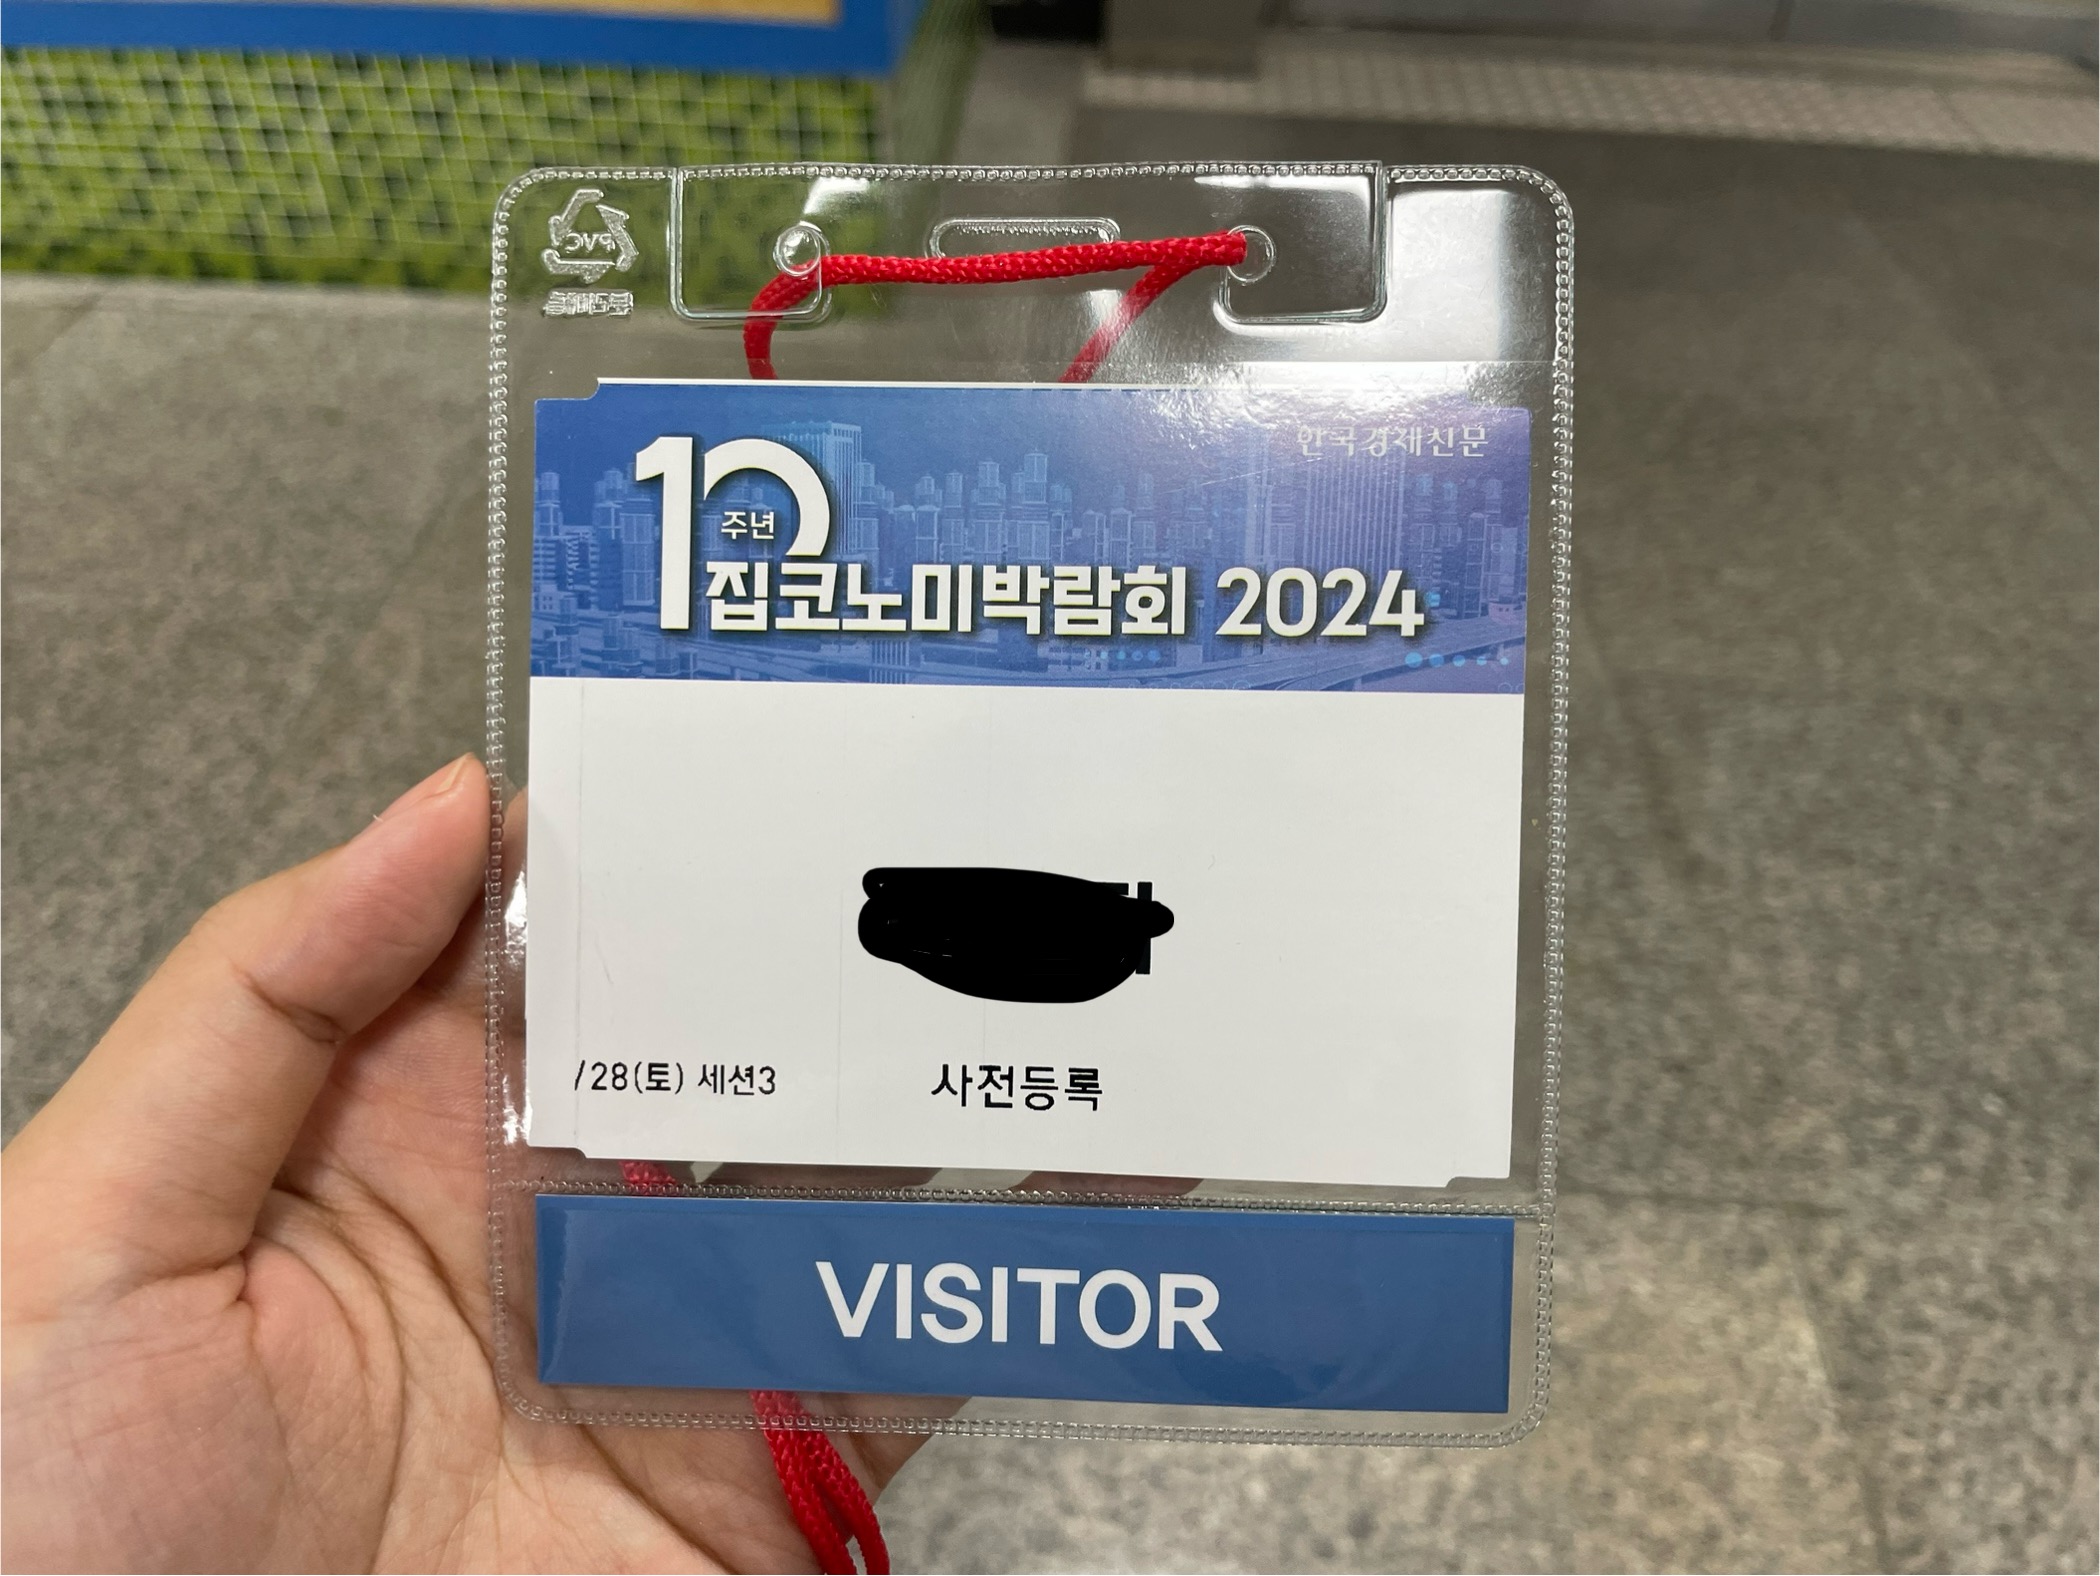 한국경제신문
10
주년
집코노미박람회 2024
/28(토) 세션3
사전등록
VISITOR